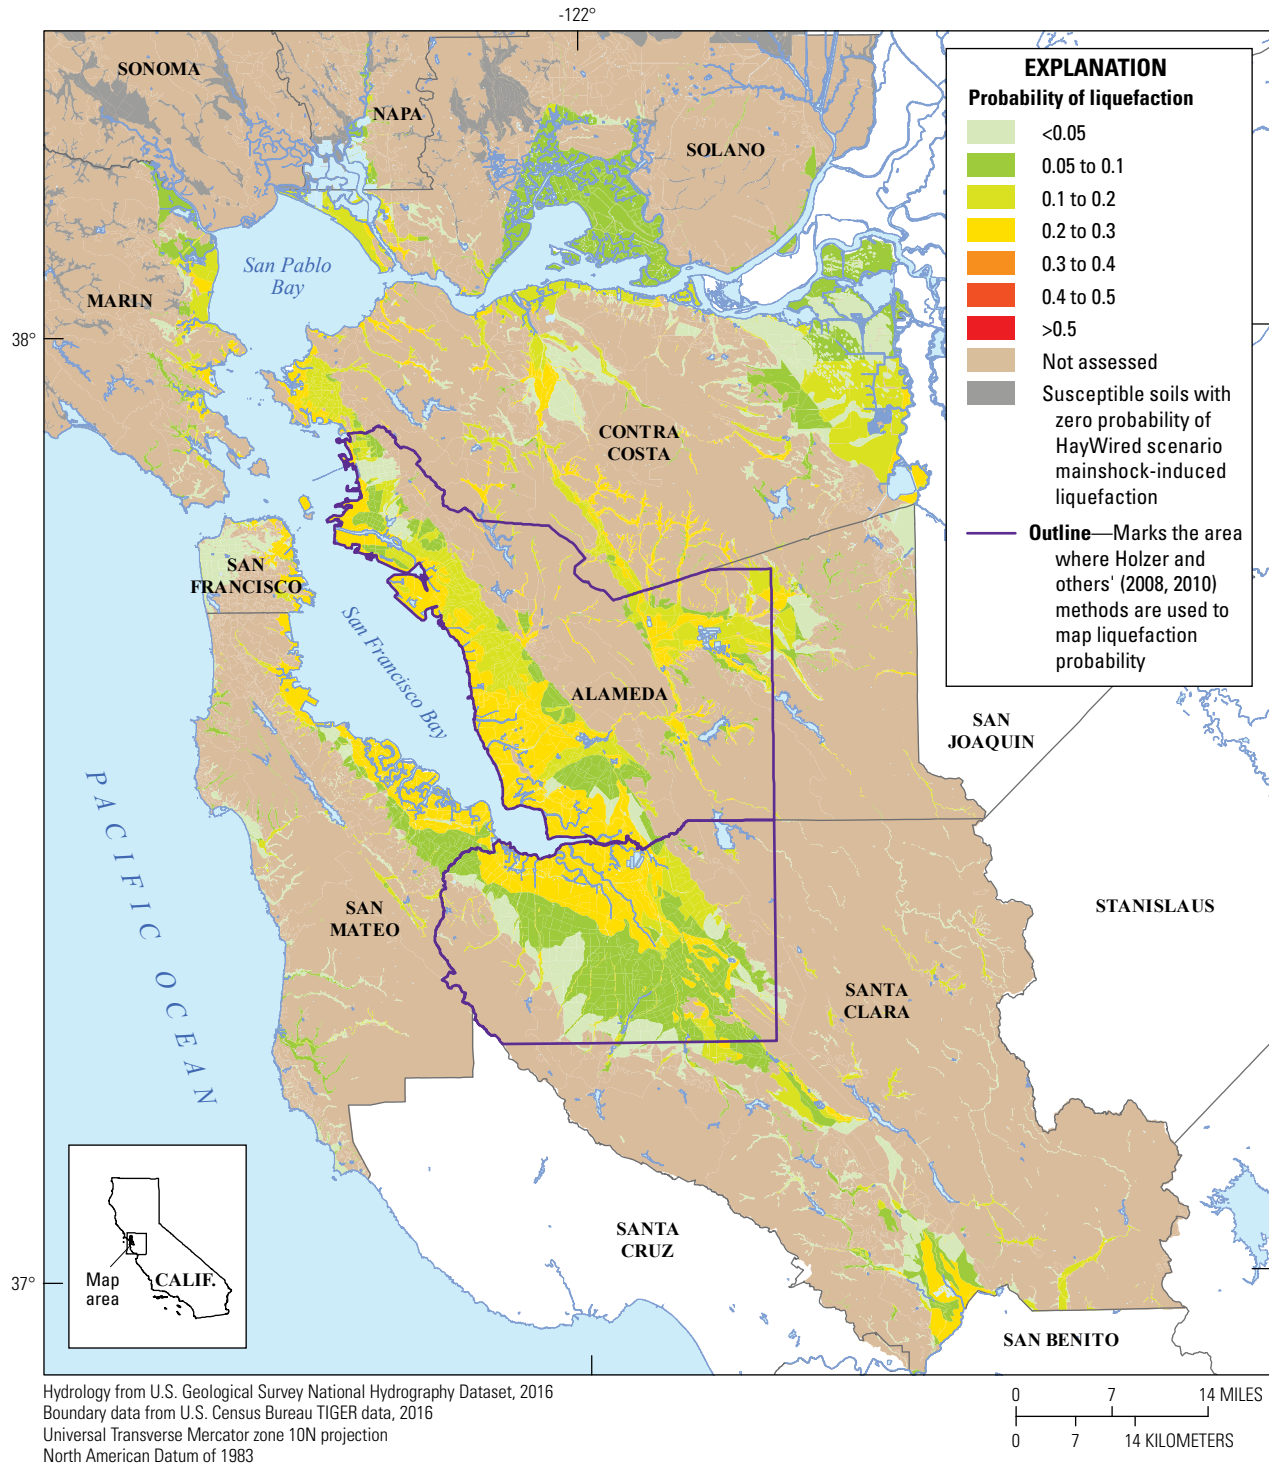 -122°
SONOMA
NAPA
SOLANO
San Pablo
Bay
MARIN
38°
CONTRA
COSTA
SAN
FRANCISCO
San Francisco Bay
ALAMEDA
SAN
JOAQUIN
PACIFIC OCEAN
SAN
MATEO
STANISLAUS
SANTA
CLARA
SANTA
CRUZ
37°
SAN BENITO
EXPLANATION
Probability of liquefaction
<0.05
0.05 to 0.1
0.1 to 0.2
0.2 to 0.3
0.3 to 0.4
0.4 to 0.5
>0.5
Not assessed
Susceptible soils with
zero probability of
HayWired scenario
mainshock-induced
liquefaction
Outline—Marks the area
where Holzer and
others' (2008, 2010)
methods are used to
map liquefaction
probability
Map
area
CALIF.
Hydrology from U.S. Geological Survey National Hydrography Dataset, 2016
Boundary data from U.S. Census Bureau TIGER data, 2016
Universal Transverse Mercator zone 10N projection
North American Datum of 1983
0 7 14 MILES
0 7 14 KILOMETERS